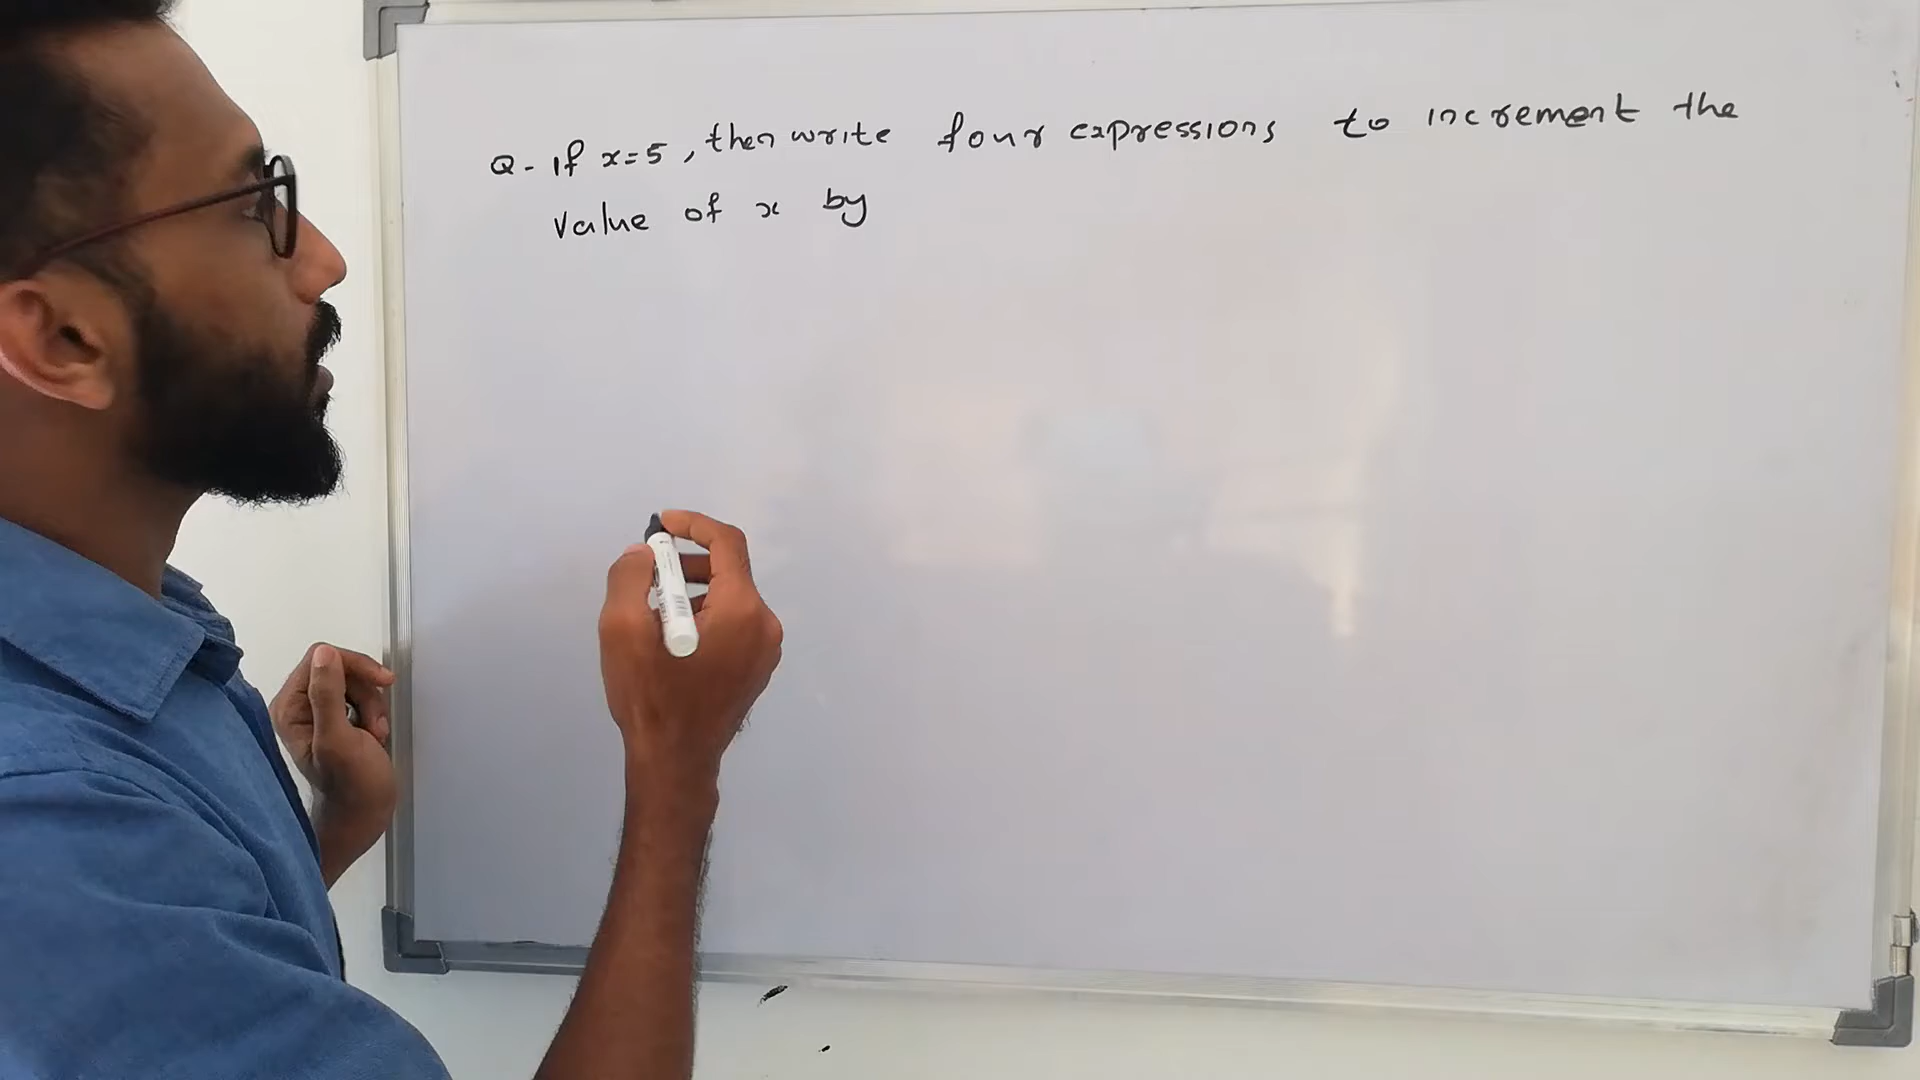 Q- If x=5, then write four expressions to increment the
value of x by